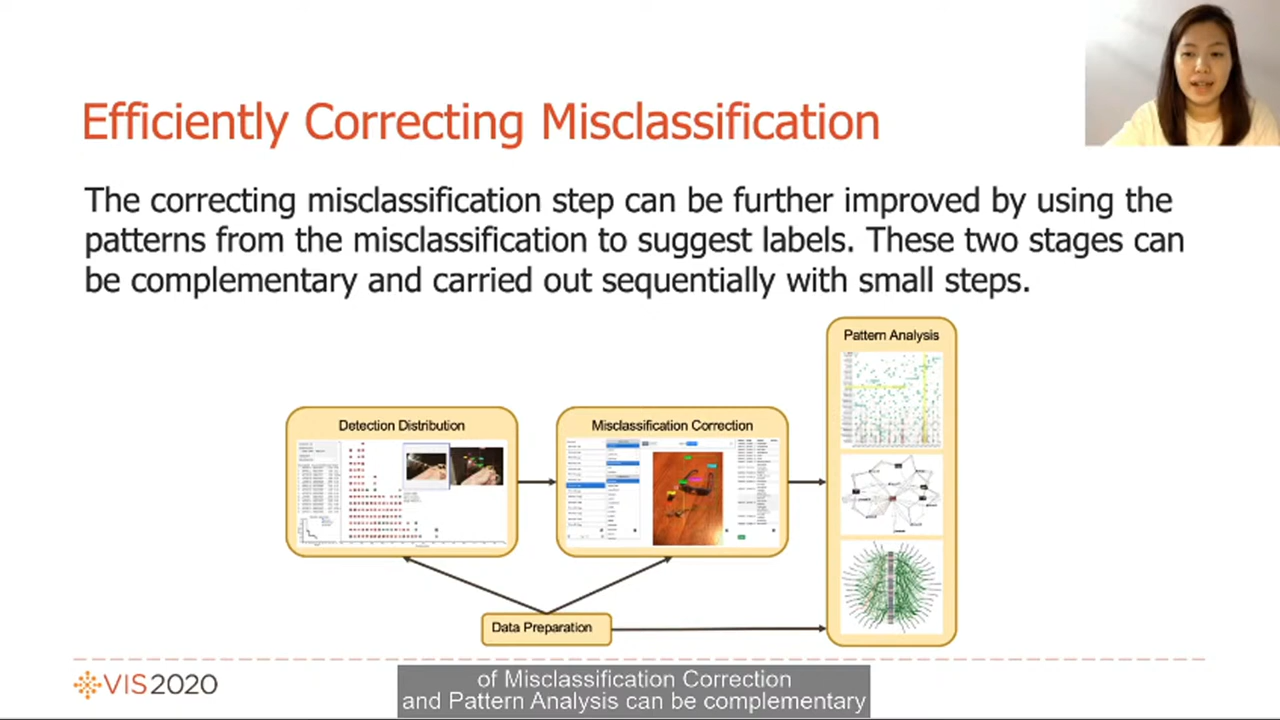 Efficiently Correcting Misclassification
The correcting misclassification step can be further improved by using the
patterns from the misclassification to suggest labels. These two stages can
be complementary and carried out sequentially with small steps.
Pattern Analysis
Detection Distribution
Misclassification Correction
Data Preparation
VIS2020
of Misclassification Correction
and Pattern Analysis can be complementary